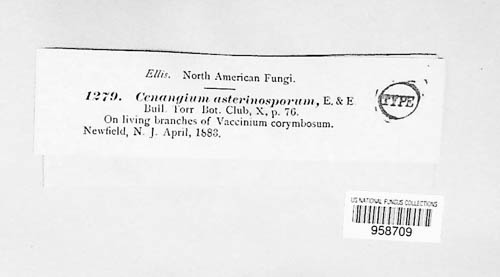 Ellis. North American Fungi.
1279. Cenangium asterinosporum, E. & E
Bull. Torr Bot. Club, X, p. 76.
On living branches of Vaccinium corymbosum.
Newfield, N. J. April, 1883.
TYPE
US NATIONAL FUNGUS COLLECTIONS
958709